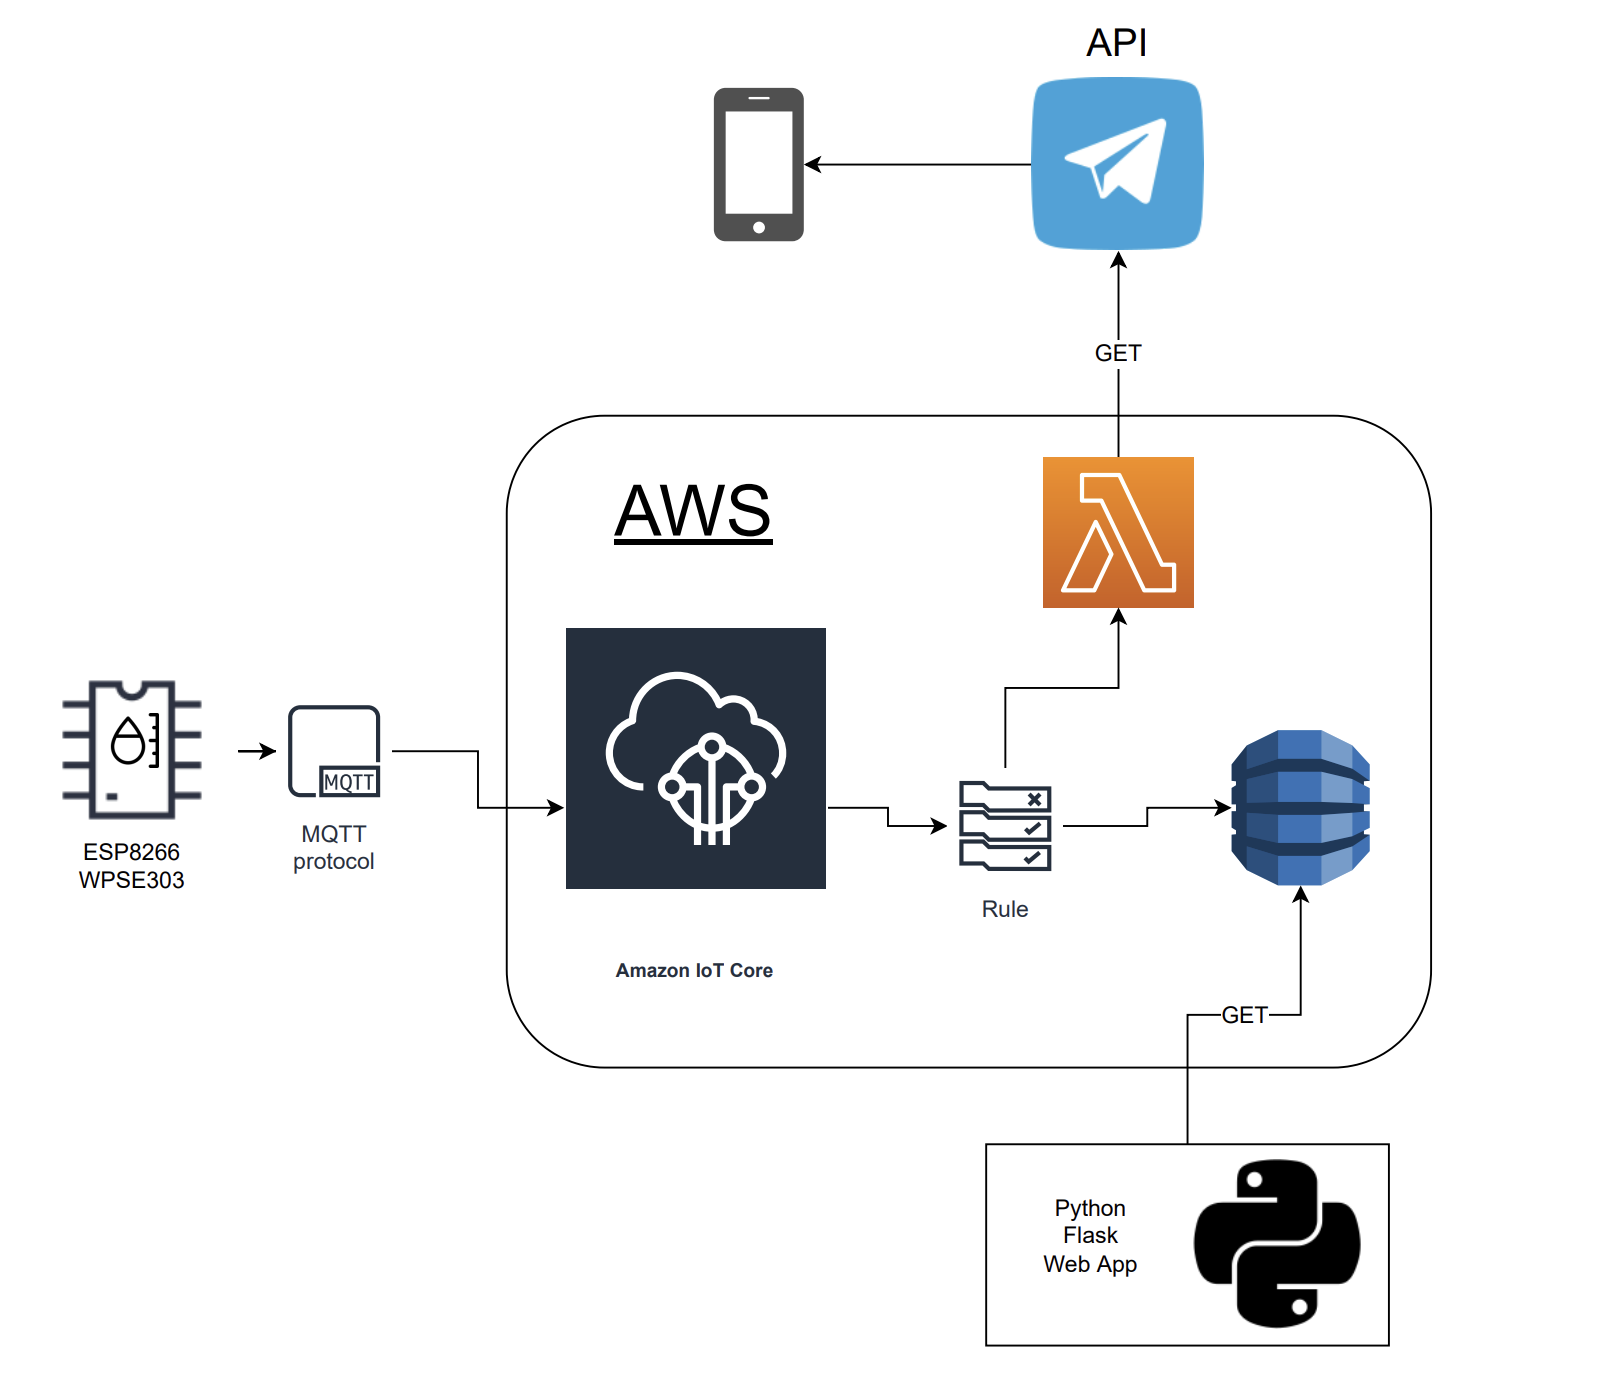 API
GET
AWS
MQTT
MQTT
protocol
ESP8266
WPSE303
Amazon IoT Core
Rule
GET
Python
Flask
Web App